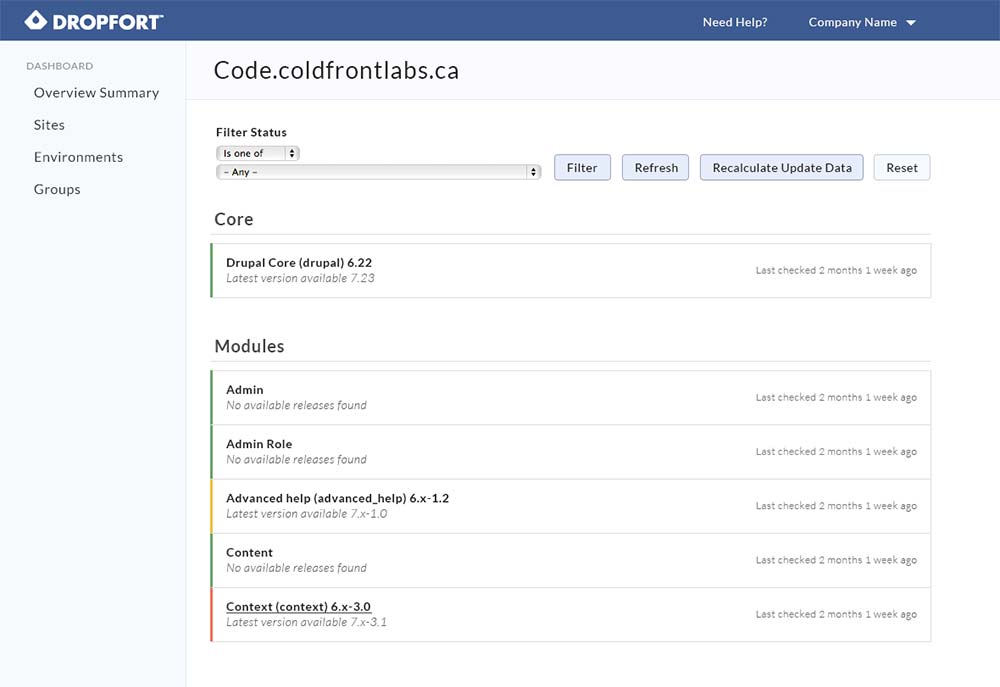 DROPFORT™
Need Help?
Company Name
DASHBOARD
Overview Summary
Sites
Environments
Groups
Code.coldfrontlabs.ca
Filter Status
Is one of
- Any -
Filter
Refresh
Recalculate Update Data
Reset
Core
Drupal Core (drupal) 6.22
Latest version available 7.23
Last checked 2 months 1 week ago
Modules
Admin
No available releases found
Last checked 2 months 1 week ago
Admin Role
No available releases found
Last checked 2 months 1 week ago
Advanced help (advanced_help) 6.x-1.2
Latest version available 7.x-1.0
Last checked 2 months 1 week ago
Content
No available releases found
Last checked 2 months 1 week ago
Context (context) 6.x-3.0
Latest version available 7.x-3.1
Last checked 2 months 1 week ago